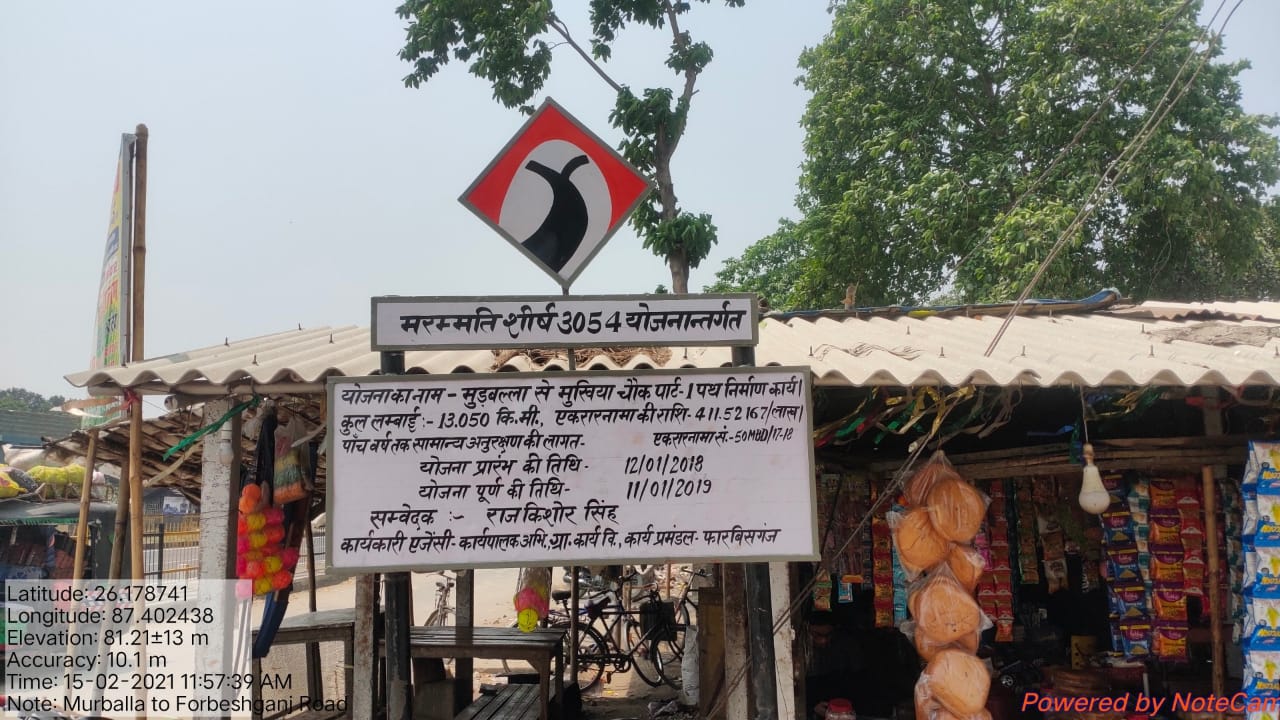 मरम्मति शीर्ष 3054 योजनान्तर्गत
योजना का नाम - मुड़बल्ला से मुखिया चौक पार्ट-1 पथ निर्माण कार्य।
कुल लम्बाई :- 13.050 कि.मी., एकरारनामा की राशि - 411.52167/लाख/
पाँच वर्ष तक सामान्य अनुरक्षण की लागत- एकरारनामा सं.- 50MBD/17-18
योजना प्रारंभ की तिथि - 12/01/2018
योजना पूर्ण की तिथि - 11/01/2019
सम्वेदक :- राज किशोर सिंह
कार्यकारी एजेंसी - कार्यपालक अभि. ग्रा. कार्य वि., कार्य प्रमंडल - फारबिसगंज
Latitude: 26.178741
Longitude: 87.402438
Elevation: 81.21±13 m
Accuracy: 10.1 m
Time: 15-02-2021 11:57:39 AM
Note: Murballa to Forbeshganj Road
Powered by NoteCam